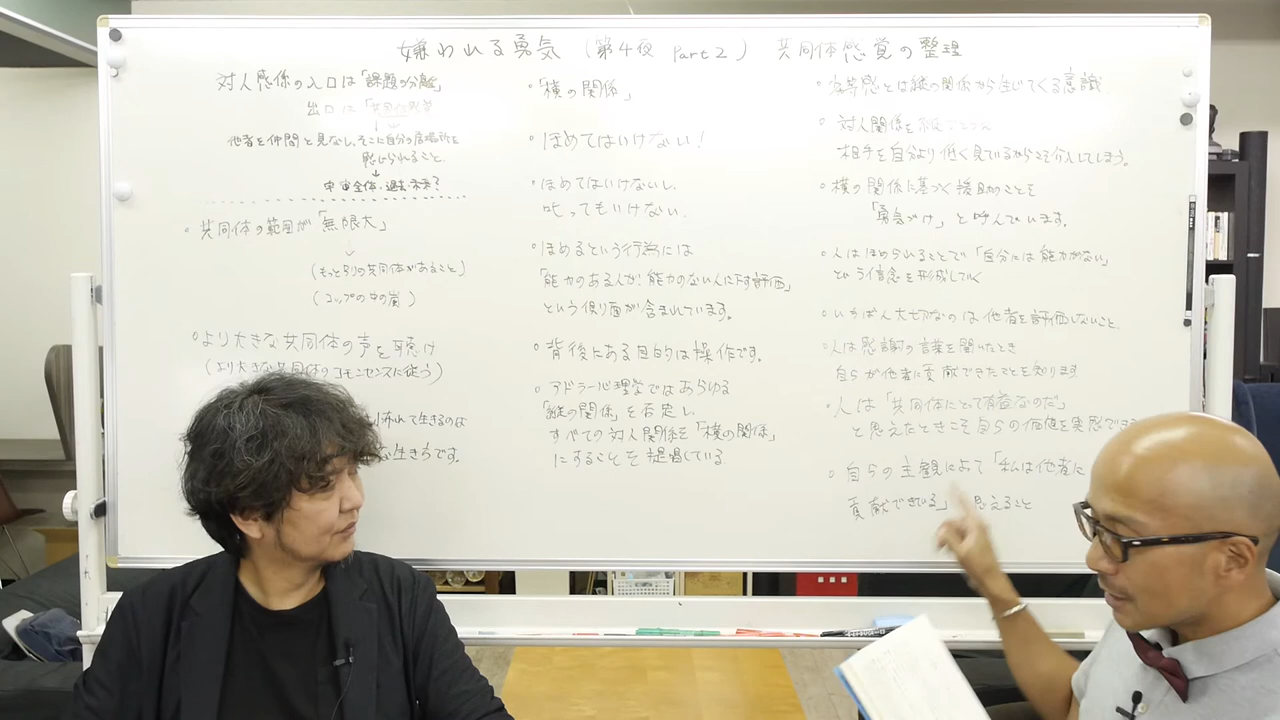 嫌われる勇気 (第4夜 Part2) 共同体感覚の整理
対人関係の入口は「課題の分離」
出口は「共同体感覚
他者を仲間と見なし、そこに自分の居場所を
感じられること。
宇宙全体・過去・未来?
・共同体の範囲が「無限大」
(もっと別の共同体があること)
(コップの中の嵐)
・より大きな共同体の声を聴け
(より大きな共同体のコモンセンスに従う)
れて生きるのは
な生き方です。
・「横の関係」
・ほめてはいけない!
・ほめてはいけないし、
叱ってもいけない。
・ほめるという行為には
「能力のある人が、能力のない人に下す評価」
という側面が含まれています。
・背後にある目的は操作です。
・アドラー心理学ではあらゆる
「縦の関係」を否定し
すべての対人関係を「横の関係」
にすることを提唱している
・劣等感とは縦の関係から生じてくる意識
・対人関係を縦でとらえ
相手を自分より低く見ているからこそ介入してしまう。
・横の関係に基づく援助のことを
「勇気づけ」と呼んでいます。
・人はほめられることで「自分には能力がない」
という信念を形成していく
・いちばん大切なのは他者を評価しないこと。
・人は感謝の言葉を聞いたとき
自らが他者に貢献できたことを知ります
・人は「共同体にとって有益なのだ」
と思えたときこそ自らの価値を実感でき
・自らの主観によって「私は他者に
貢献できている」 思えること